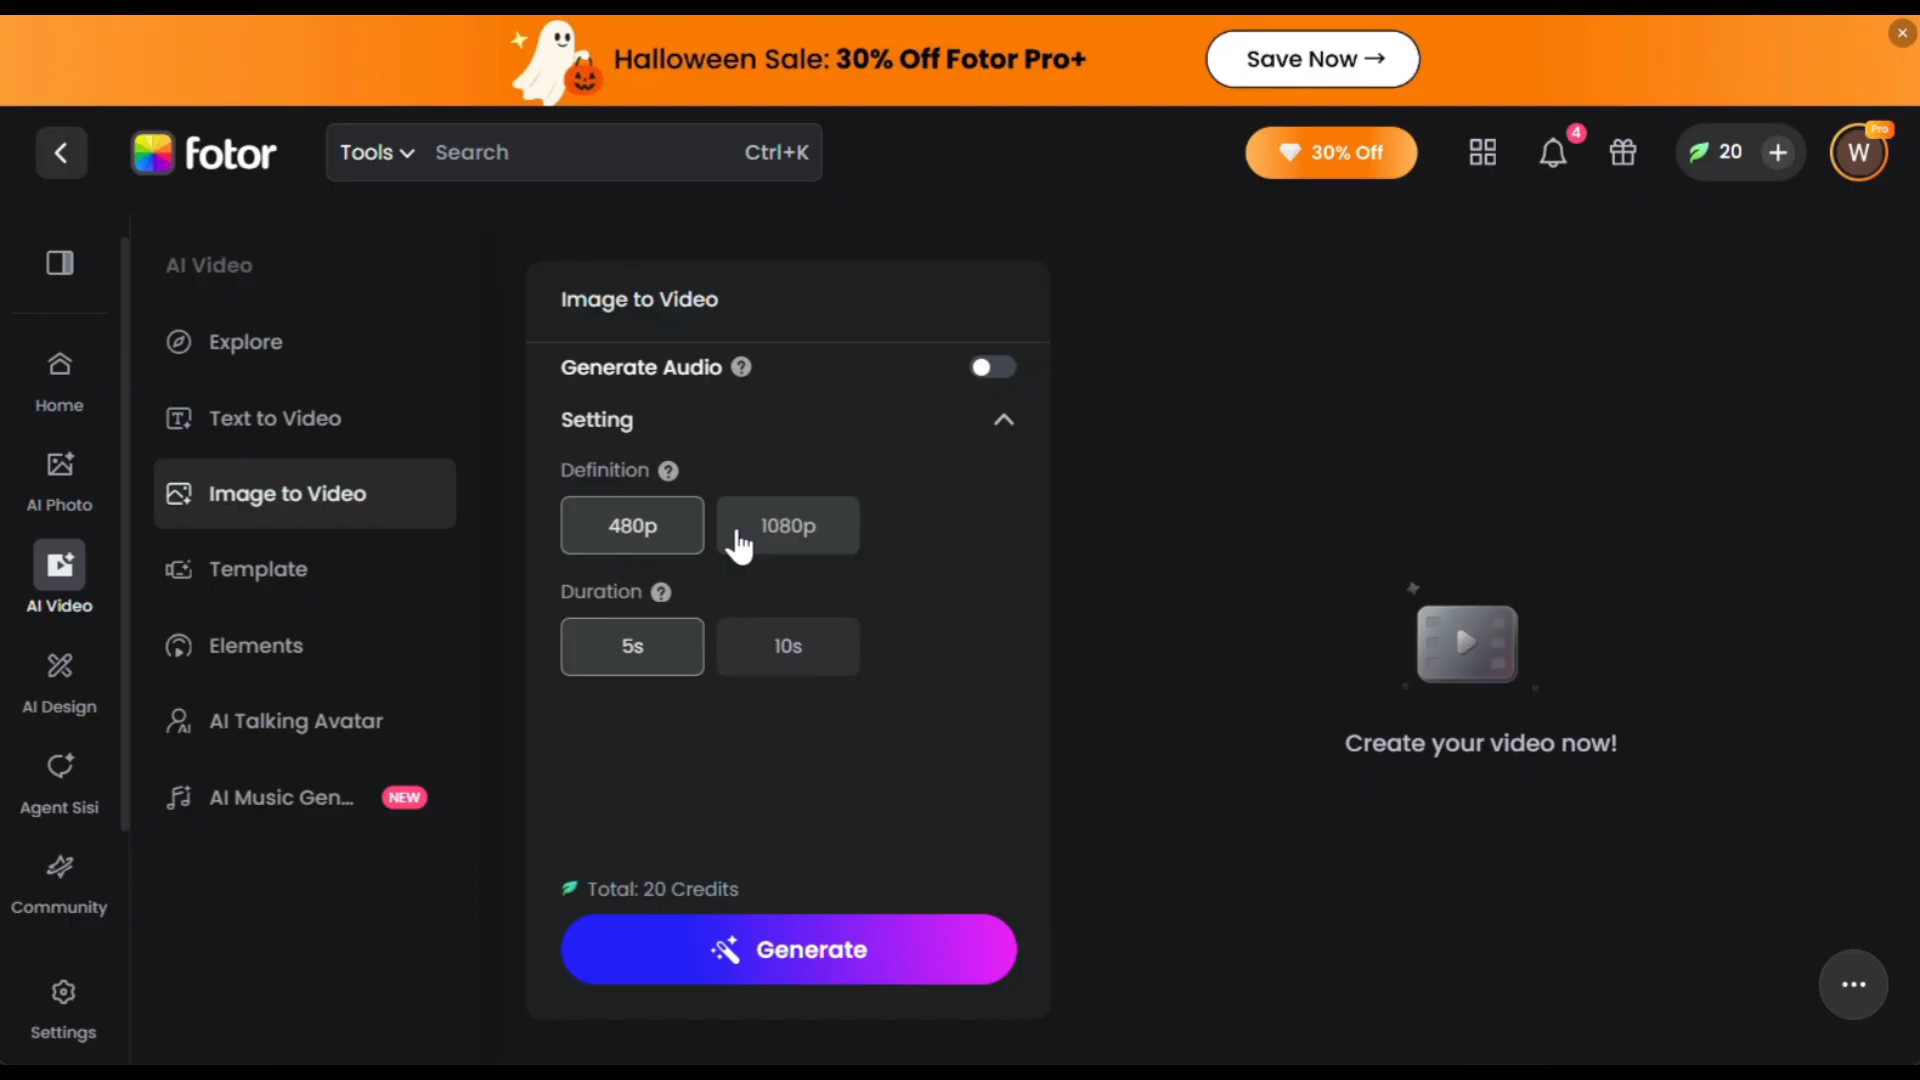 Halloween Sale: 30% Off Fotor Pro+
Save Now →
fotor
Tools
Search
Ctrl+K
30% Off
4
20
Pro
W
AI Video
Explore
Text to Video
Image to Video
Template
Elements
AI Talking Avatar
AI Music Gen...
NEW
Home
AI Photo
AI Video
AI Design
Agent Sisi
Community
Settings
Image to Video
Generate Audio ?
Setting
Definition ?
480p
1080p
Duration ?
5s
10s
Total: 20 Credits
Generate
Create your video now!